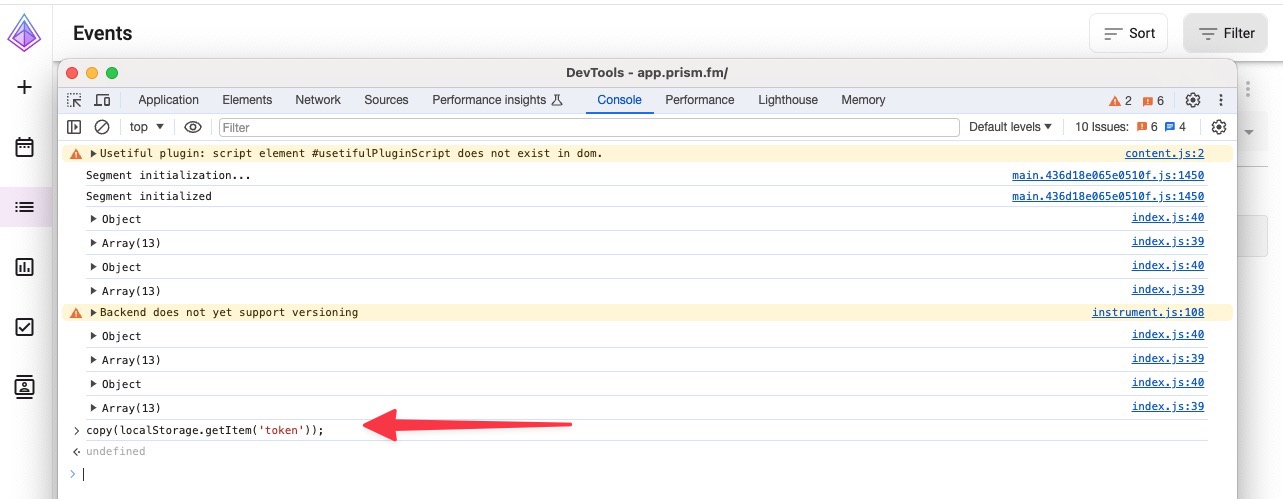 Events
Sort
Filter
DevTools - app.prism.fm/
Application Elements Network Sources Performance insights Console Performance Lighthouse Memory 2 6
top Filter Default levels 10 Issues: 6 4
Usetiful plugin: script element #usetifulPluginScript does not exist in dom. content.js:2
Segment initialization... main.436d18e065e0510f.js:1450
Segment initialized main.436d18e065e0510f.js:1450
Object index.js:40
Array(13) index.js:39
Object index.js:40
Array(13) index.js:39
Backend does not yet support versioning instrument.js:108
Object index.js:40
Array(13) index.js:39
Object index.js:40
Array(13) index.js:39
> copy(localStorage.getItem('token'));
undefined
>